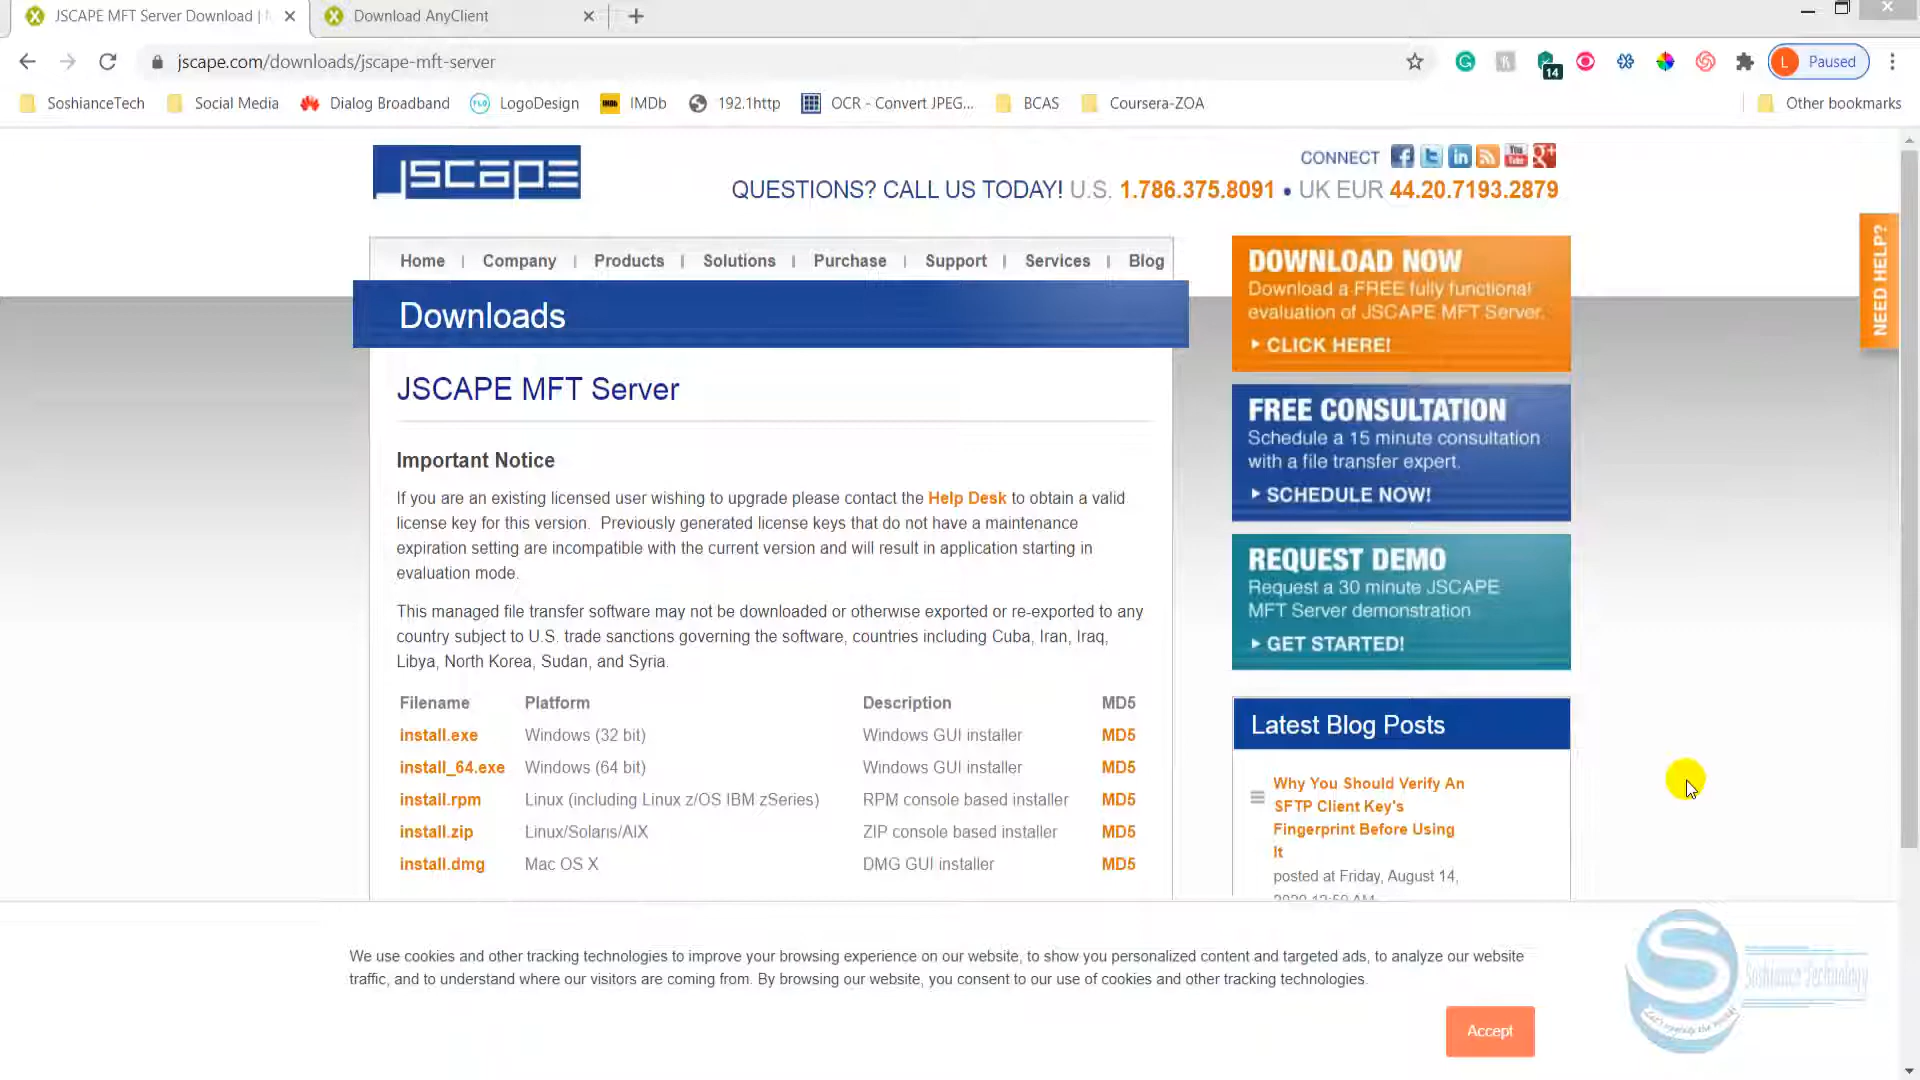 JSCAPE MFT Server Download |
Download AnyClient
jscape.com/downloads/jscape-mft-server
14
L Paused
SoshianceTech
Social Media
Dialog Broadband
LogoDesign
IMDb
192.1http
OCR - Convert JPEG...
BCAS
Coursera-ZOA
Other bookmarks
JSCAPE
CONNECT
QUESTIONS? CALL US TODAY! U.S. 1.786.375.8091 • UK EUR 44.20.7193.2879
Home | Company | Products | Solutions | Purchase | Support | Services | Blog
Downloads
JSCAPE MFT Server
Important Notice
If you are an existing licensed user wishing to upgrade please contact the Help Desk to obtain a valid
license key for this version. Previously generated license keys that do not have a maintenance
expiration setting are incompatible with the current version and will result in application starting in
evaluation mode.
This managed file transfer software may not be downloaded or otherwise exported or re-exported to any
country subject to U.S. trade sanctions governing the software, countries including Cuba, Iran, Iraq,
Libya, North Korea, Sudan, and Syria.
Filename Platform Description MD5
install.exe Windows (32 bit) Windows GUI installer MD5
install_64.exe Windows (64 bit) Windows GUI installer MD5
install.rpm Linux (including Linux z/OS IBM zSeries) RPM console based installer MD5
install.zip Linux/Solaris/AIX ZIP console based installer MD5
install.dmg Mac OS X DMG GUI installer MD5
DOWNLOAD NOW
Download a FREE fully functional
evaluation of JSCAPE MFT Server.
CLICK HERE!
FREE CONSULTATION
Schedule a 15 minute consultation
with a file transfer expert.
SCHEDULE NOW!
REQUEST DEMO
Request a 30 minute JSCAPE
MFT Server demonstration
GET STARTED!
Latest Blog Posts
Why You Should Verify An
SFTP Client Key's
Fingerprint Before Using
It
posted at Friday, August 14,
2020 12:59 AM
NEED HELP?
We use cookies and other tracking technologies to improve your browsing experience on our website, to show you personalized content and targeted ads, to analyze our website
traffic, and to understand where our visitors are coming from. By browsing our website, you consent to our use of cookies and other tracking technologies.
Accept
Soshiance Technology